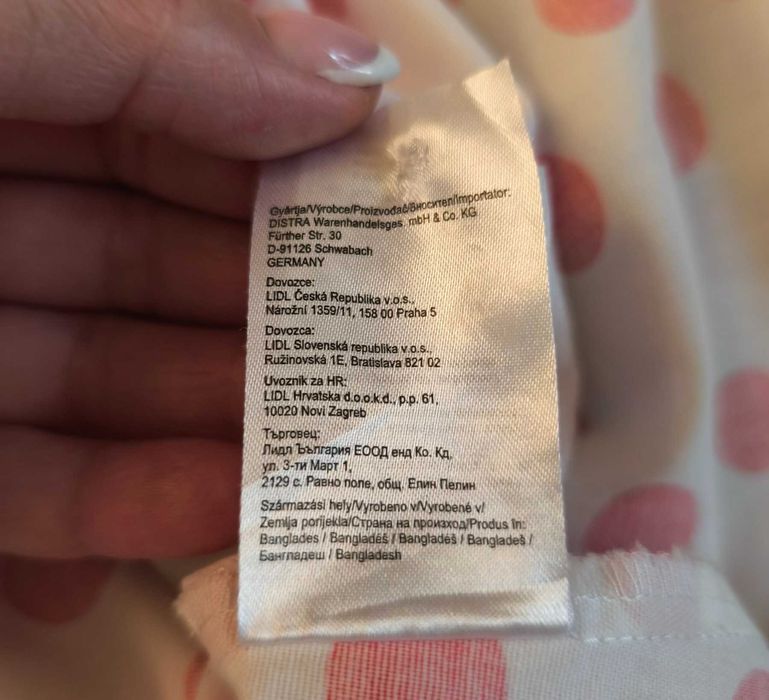 Gyártja/Výrobce/Proizvođač/Вносител/Importator:
DISTRA Warenhandelsges. mbH & Co. KG
Fürther Str. 30
D-91126 Schwabach
GERMANY
Dovozce:
LIDL Česká Republika v.o.s.,
Nárožní 1359/11, 158 00 Praha 5
Dovozca:
LIDL Slovenská republika v.o.s.,
Ružinovská 1E, Bratislava 821 02
Uvoznik za HR:
LIDL Hrvatska d.o.o.k.d., p.p. 61,
10020 Novi Zagreb
Търговец:
Лидл България ЕООД енд Ко. Кд,
ул. 3-ти Март 1,
2129 с. Равно поле, общ. Елин Пелин
Származási hely/Vyrobeno v/Vyrobené v/
Zemlja porijekla/Страна на произход/Produs în:
Banglades / Bangladéš / Bangladéš / Bangladeš /
Бангладеш / Bangladesh